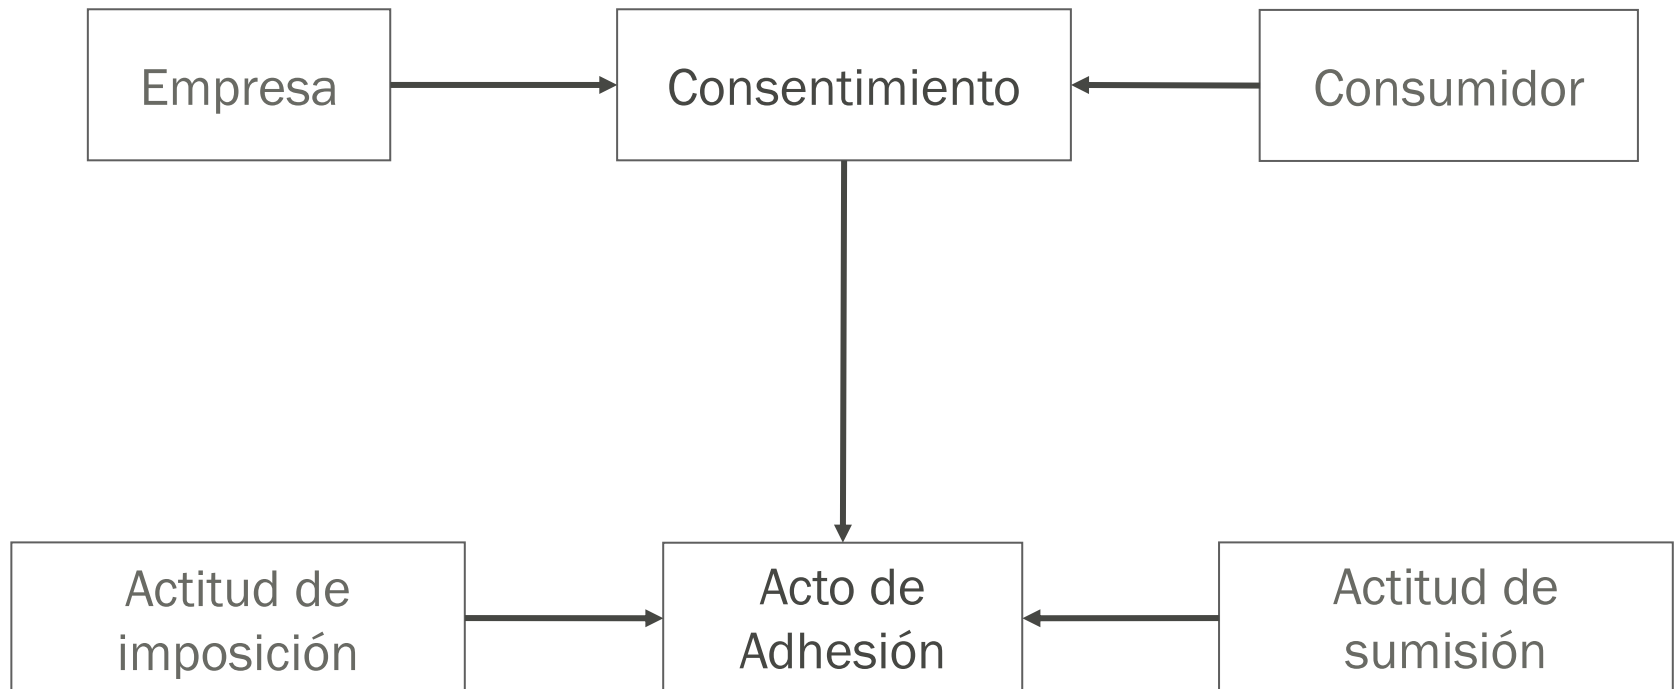 Empresa
Consentimiento
Consumidor
Actitud de
imposición
Acto de
Adhesión
Actitud de
sumisión